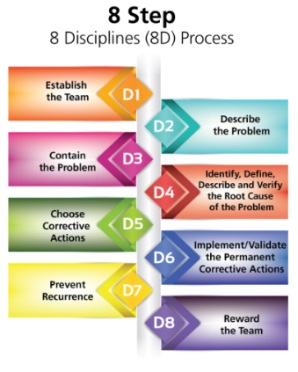 8 Step
8 Disciplines (8D) Process
Establish
the Team
D1
D2
Describe
the Problem
Contain
the Problem
D3
D4
Identify, Define,
Describe and Verify
the Root Cause
of the Problem
Choose
Corrective
Actions
D5
D6
Implement/Validate
the Permanent
Corrective Actions
Prevent
Recurrence
D7
D8
Reward
the Team